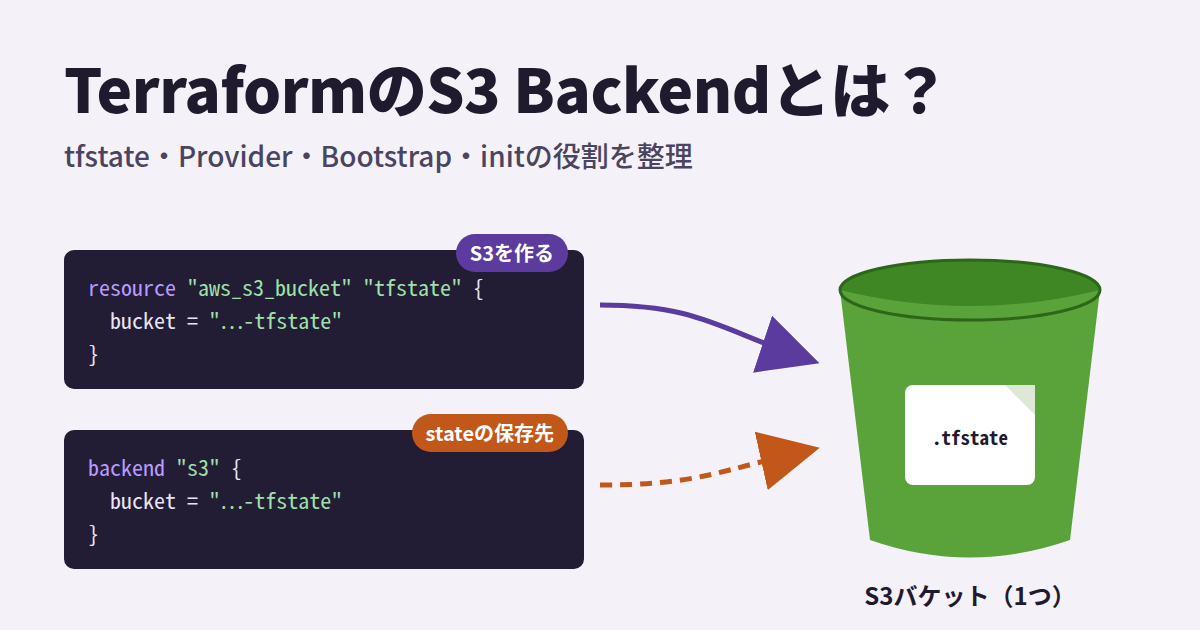 TerraformのS3 Backendとは？
tfstate・Provider・Bootstrap・initの役割を整理
S3を作る
resource "aws_s3_bucket" "tfstate" {
  bucket = "...-tfstate"
}
stateの保存先
backend "s3" {
  bucket = "...-tfstate"
}
.tfstate
S3バケット（1つ）